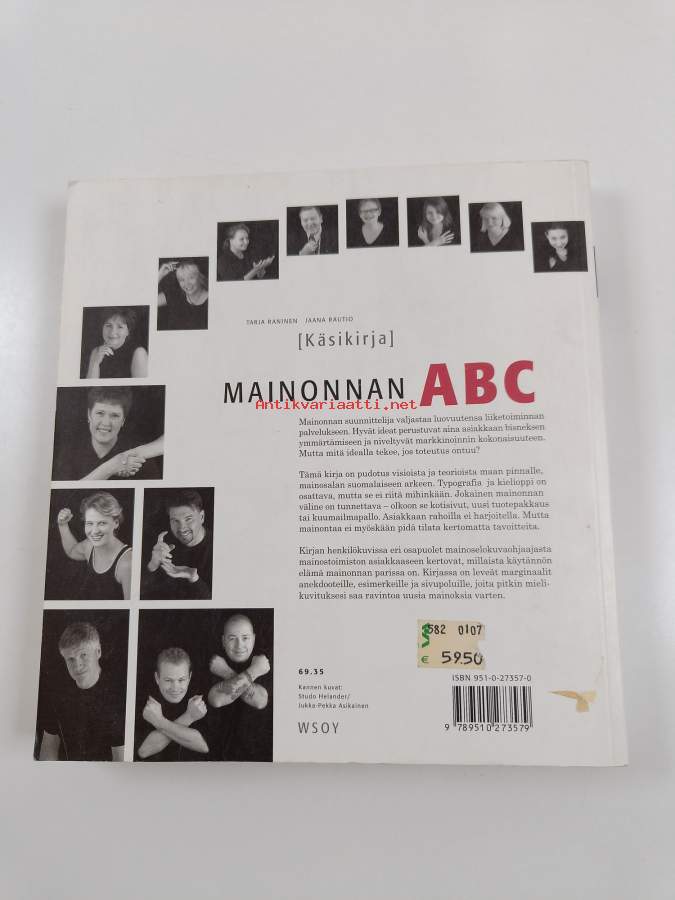 TARJA RANINEN JAANA RAUTIO
[Käsikirja]
MAINONNAN ABC
Antikvariaatti.net
Mainonnan suunnittelija valjastaa luovuutensa liiketoiminnan
palvelukseen. Hyvät ideat perustuvat aina asiakkaan bisneksen
ymmärtämiseen ja niveltyvät markkinoinnin kokonaisuuteen.
Mutta mitä idealla tekee, jos toteutus ontuu?
Tämä kirja on pudotus visioista ja teorioista maan pinnalle,
mainosalan suomalaiseen arkeen. Typografia ja kielioppi on
osattava, mutta se ei riitä mihinkään. Jokainen mainonnan
väline on tunnettava – olkoon se kotisivut, uusi tuotepakkaus
tai kuumailmapallo. Asiakkaan rahoilla ei harjoitella. Mutta
mainontaa ei myöskään pidä tilata kertomatta tavoitteita.
Kirjan henkilökuvissa eri osapuolet mainoselokuvaohjaajasta
mainostoimiston asiakkaaseen kertovat, millaista käytännön
elämä mainonnan parissa on. Kirjassa on leveät marginaalit
anekdooteille, esimerkeille ja sivupoluille, joita pitkin mieli-
kuvituksesi saa ravintoa uusia mainoksia varten.
582 0107
€ 59.50
69.35
Kannen kuvat:
Studo Helander/
Jukka-Pekka Asikainen
WSOY
ISBN 951-0-27357-0
9 789510 273579